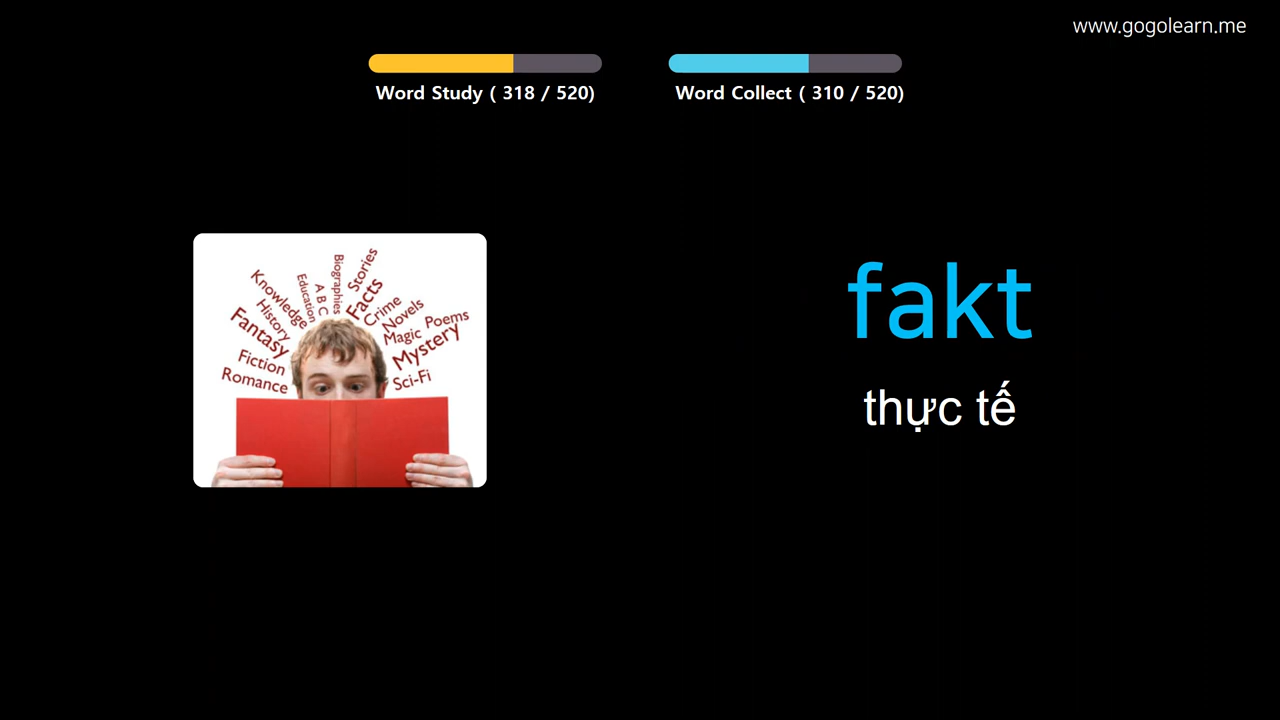 www.gogolearn.me
Word Study ( 318 / 520)
Word Collect ( 310 / 520)
Knowledge
History
Fantasy
Fiction
Romance
Education
A B C
Biographies
Stories
Facts
Crime
Novels
Poems
Magic
Mystery
Sci-Fi
fakt
thực tế